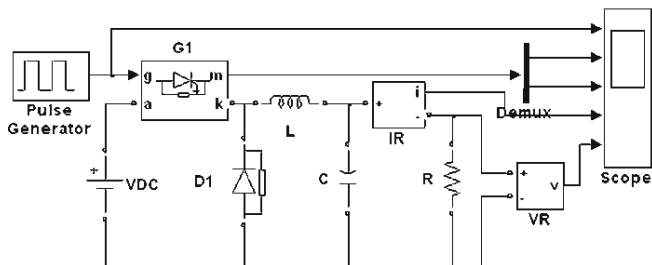 G1
g
m
a
k
Pulse
Generator
L
+
i
-
IR
Demux
Scope
+
VDC
D1
C
R
+
-
v
VR